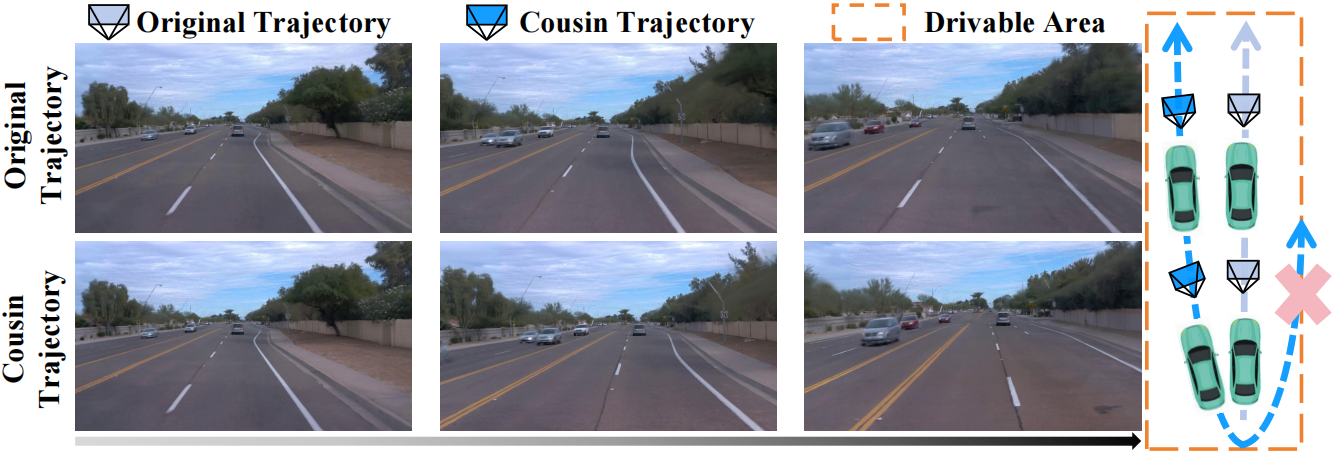 Original Trajectory
Cousin Trajectory
Drivable Area
Original
Trajectory
Cousin
Trajectory